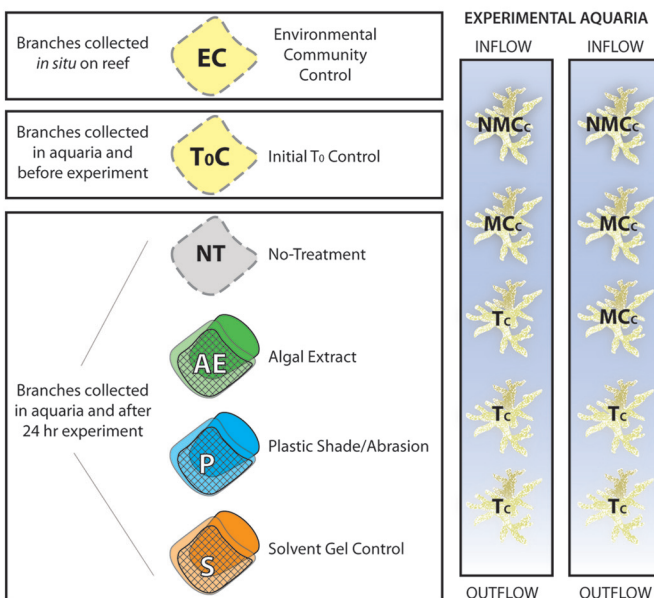 Branches collected
in situ on reef
EC
Environmental
Community
Control
Branches collected
in aquaria and
before experiment
T0C
Initial T0 Control
NT
No-Treatment
AE
Algal Extract
Branches collected
in aquaria and after
24 hr experiment
P
Plastic Shade/Abrasion
S
Solvent Gel Control
EXPERIMENTAL AQUARIA
INFLOW INFLOW
NMCc NMCc
MCc MCc
Tc MCc
Tc Tc
Tc Tc
OUTFLOW OUTFLOW